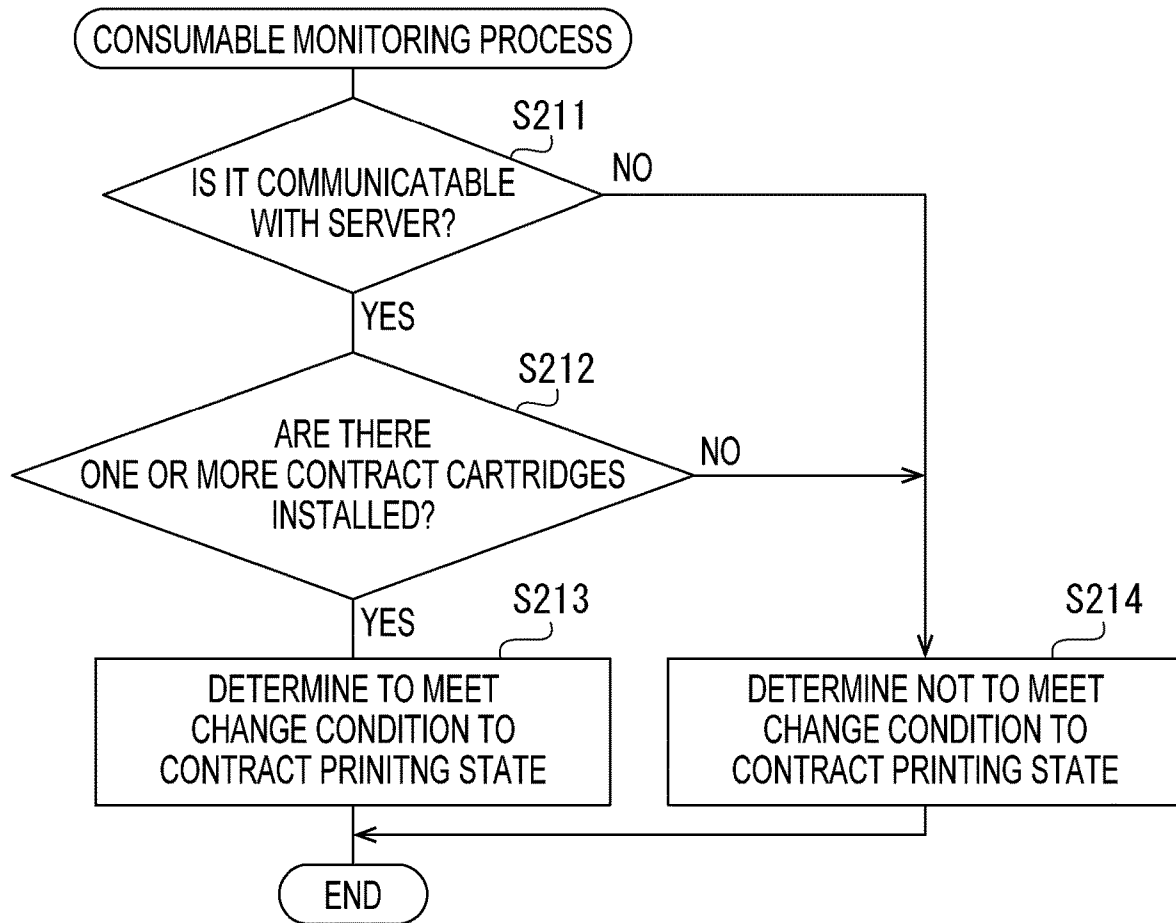 CONSUMABLE MONITORING PROCESS
S211
IS IT COMMUNICATABLE
WITH SERVER?
NO
YES
S212
ARE THERE
ONE OR MORE CONTRACT CARTRIDGES
INSTALLED?
NO
YES
S213
DETERMINE TO MEET
CHANGE CONDITION TO
CONTRACT PRINITNG STATE
S214
DETERMINE NOT TO MEET
CHANGE CONDITION TO
CONTRACT PRINTING STATE
END